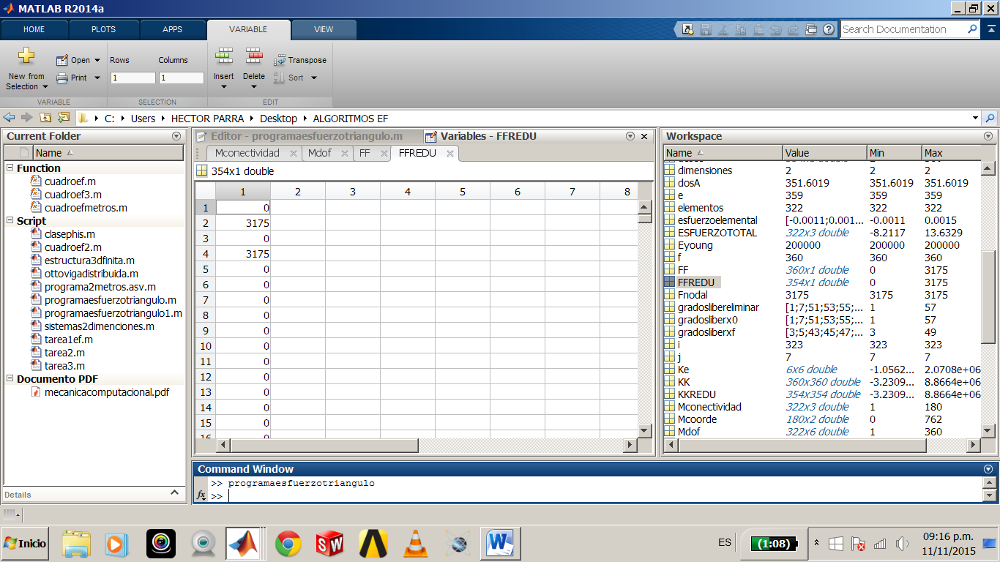 MATLAB R2014a
HOME PLOTS APPS VARIABLE VIEW
Search Documentation
New from Selection
Open
Print
Rows Columns
1 1
Insert Delete
Transpose
Sort
VARIABLE SELECTION EDIT
C: Users HECTOR PARRA Desktop ALGORITMOS EF
Current Folder
Name
Function
cuadroef.m
cuadroef3.m
cuadroefmetros.m
Script
clasephis.m
cuadroef2.m
estructura3dfinita.m
ottovigadistribuida.m
programa2metros.asv.m
programaesfuerzotriangulo.m
programaesfuerzotriangulo1.m
sistemas2dimenciones.m
tarea1ef.m
tarea2.m
tarea3.m
Documento PDF
mecanicacomputacional.pdf
Details
Editor - programaesfuerzotriangulo.m Variables - FFREDU
Mconectividad Mdof FF FFREDU
354x1 double
1 2 3 4 5 6 7 8
1 0
2 3175
3 0
4 3175
5 0
6 0
7 0
8 0
9 0
10 0
11 0
12 0
13 0
14 0
15 0
16 0
Workspace
Name Value Min Max
dimensiones 2 2 2
dosA 351.6019 351.6019 351.6019
e 359 359 359
elementos 322 322 322
esfuerzoelemental [-0.0011;0.001... -0.0011 0.0015
ESFUERZOTOTAL 322x3 double -8.2117 13.6329
Eyoung 200000 200000 200000
f 360 360 360
FF 360x1 double 0 3175
FFREDU 354x1 double 0 3175
Fnodal 3175 3175 3175
gradoslibereliminar [1;7;51;53;55;... 1 57
gradosliberx0 [1;7;51;53;55;... 1 57
gradosliberxf [3;5;43;45;47;... 3 49
i 323 323 323
j 7 7 7
Ke 6x6 double -1.0562... 2.0708e+06
KK 360x360 double -3.2309... 8.8664e+06
KKREDU 354x354 double -3.2309... 8.8664e+06
Mconectividad 322x3 double 1 180
Mcoorde 180x2 double 0 762
Mdof 322x6 double 1 360
Command Window
>> programaesfuerzotriangulo
fx >>
Inicio
ES
(1:08)
09:16 p.m.
11/11/2015